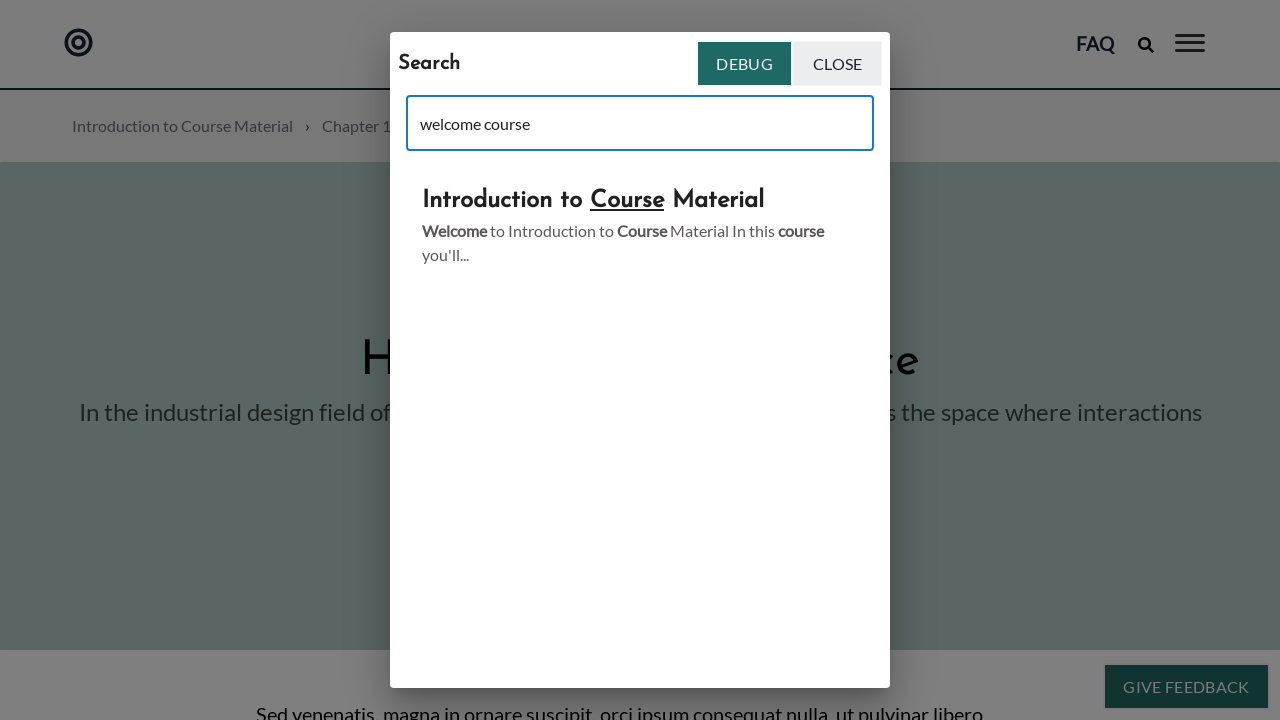 FAQ
Introduction to Course Material › Chapter 1
Search
DEBUG
CLOSE
welcome course
Introduction to Course Material
Welcome to Introduction to Course Material In this course
you'll...
H
ce
In the industrial design field of
s the space where interactions
GIVE FEEDBACK
Sed venenatis, magna in ornare suscipit, orci ipsum consequat nulla, ut pulvinar libero